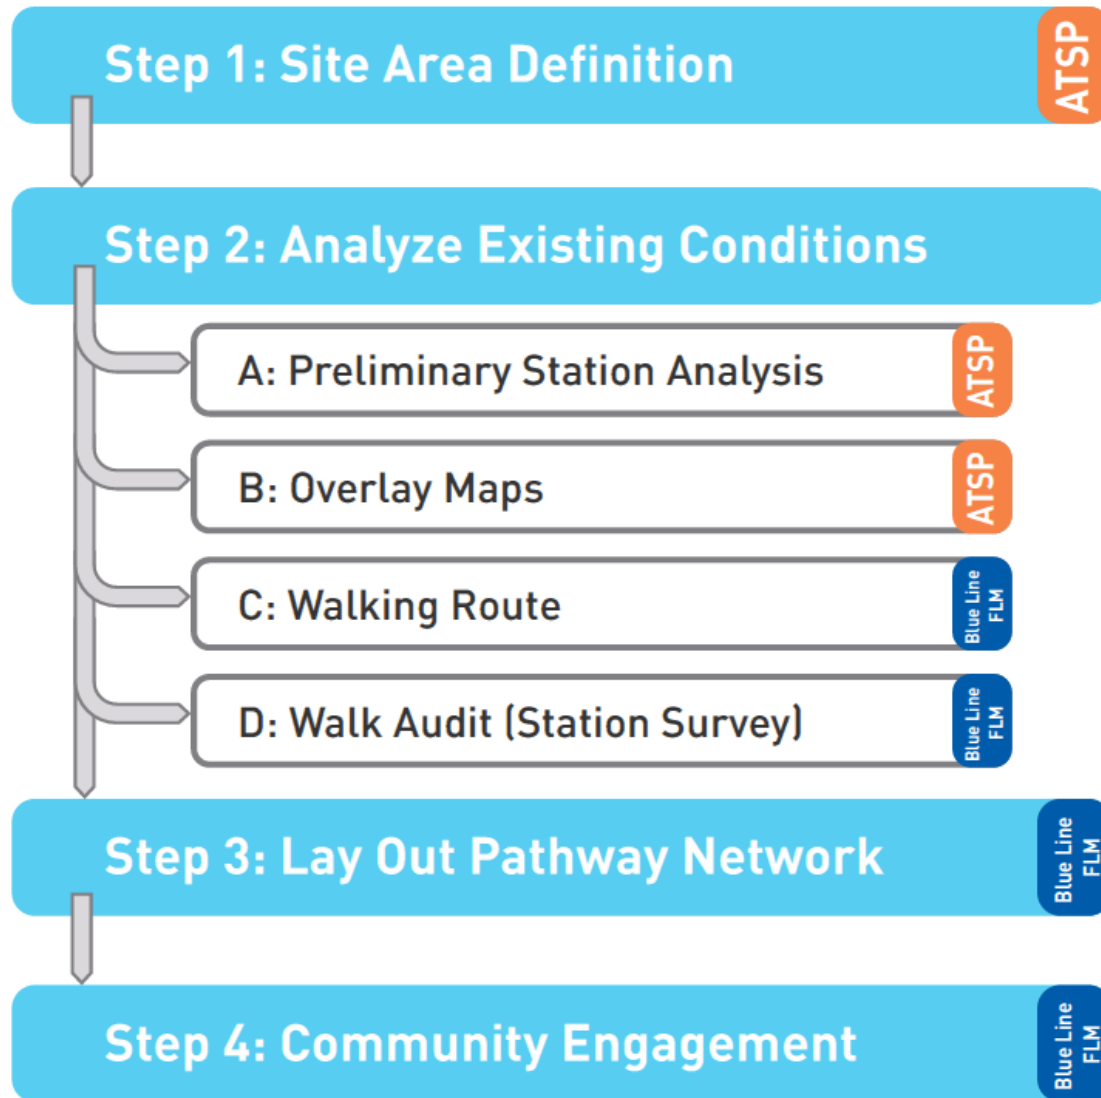 Step 1: Site Area Definition
ATSP
Step 2: Analyze Existing Conditions
A: Preliminary Station Analysis
ATSP
B: Overlay Maps
ATSP
C: Walking Route
Blue Line
FLM
D: Walk Audit (Station Survey)
Blue Line
FLM
Step 3: Lay Out Pathway Network
Blue Line
FLM
Step 4: Community Engagement
Blue Line
FLM